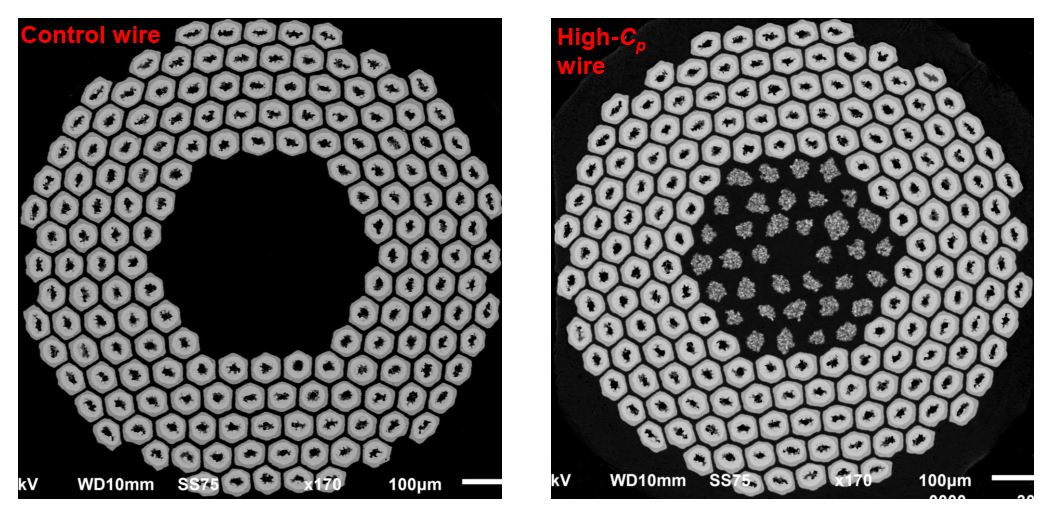 Control wire
High-Cp
wire
kV WD10mm SS75 x170 100μm
kV WD10mm SS75 x170 100μm